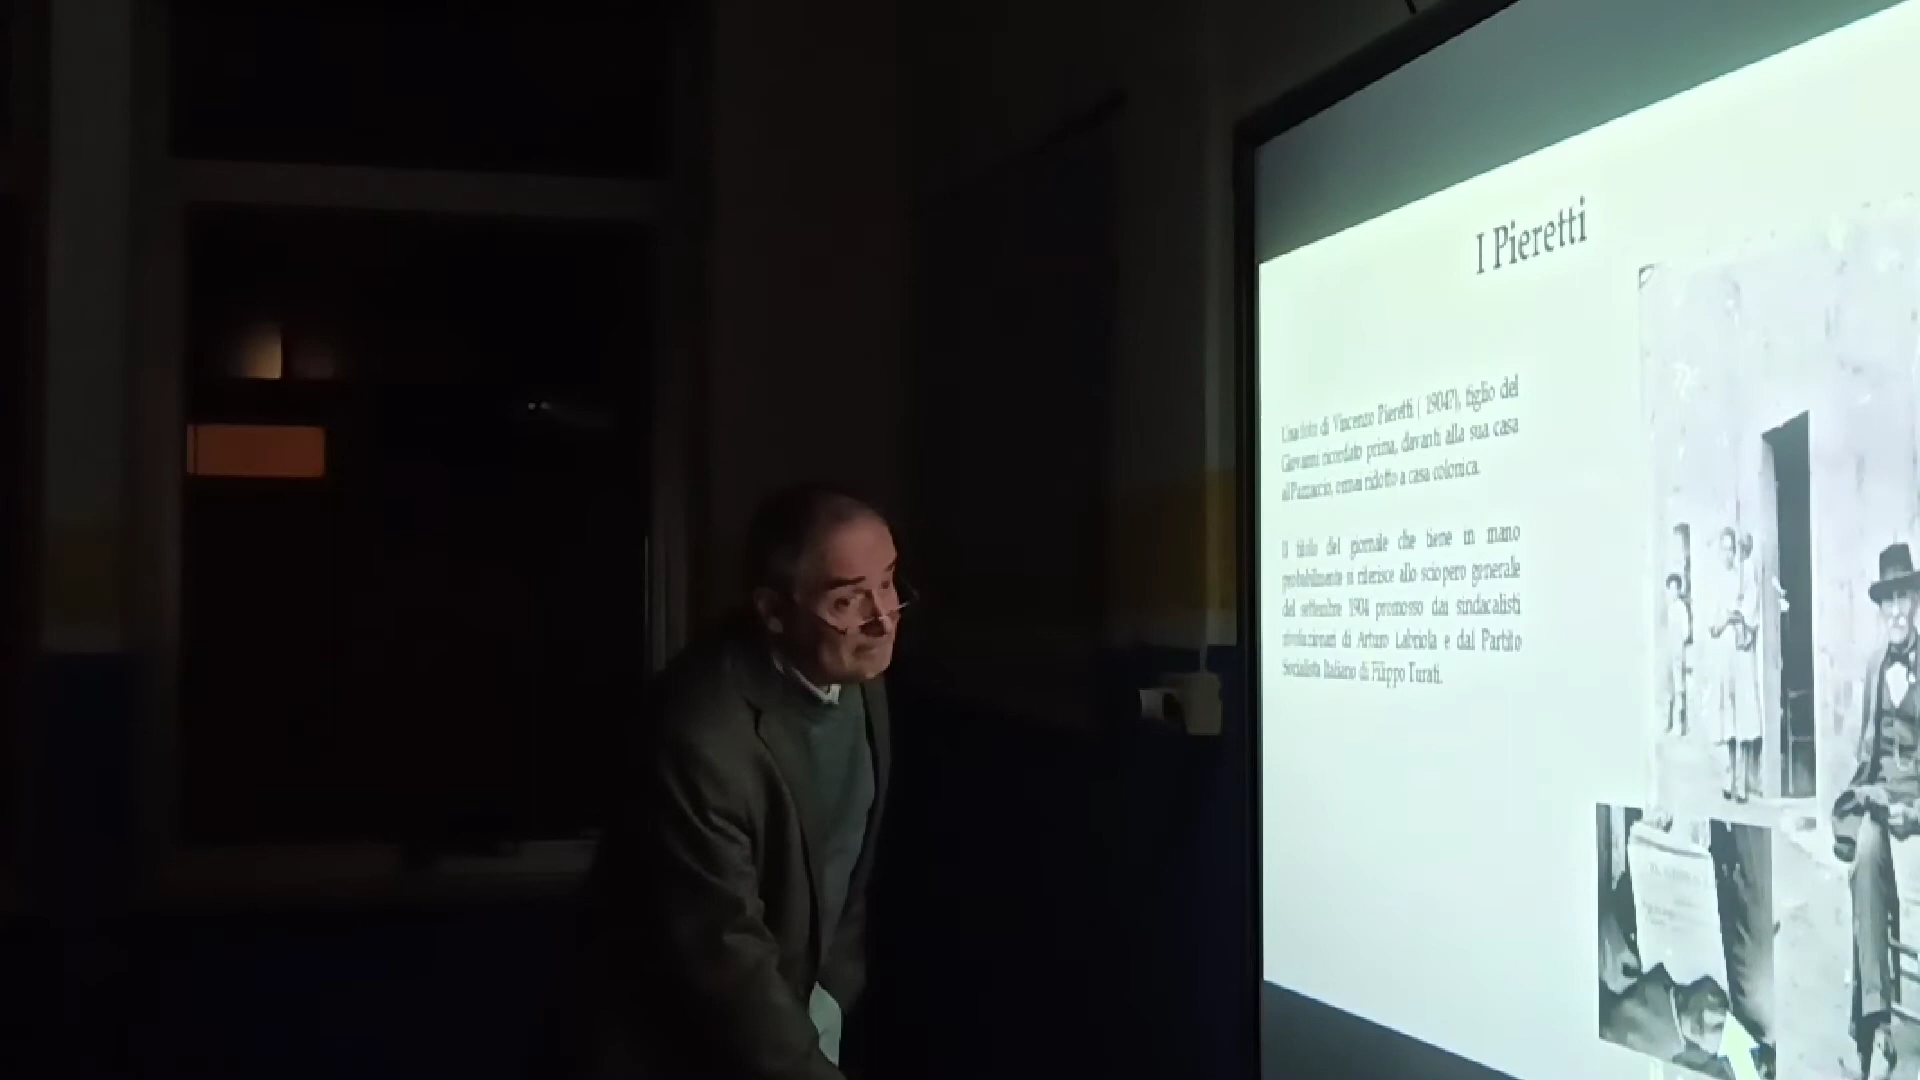 I Pieretti
Una foto di Vincenzo Pieretti ( 1904?), figlio del
Giovanni ricordato prima, davanti alla sua casa
al Pazzaccio, ormai ridotto a casa colonica.
Il titolo del giornale che tiene in mano
probabilmente si riferisce allo sciopero generale
del settembre 1904 promosso dai sindacalisti
rivoluzionari di Arturo Labriola e dal Partito
Socialista Italiano di Filippo Turati.